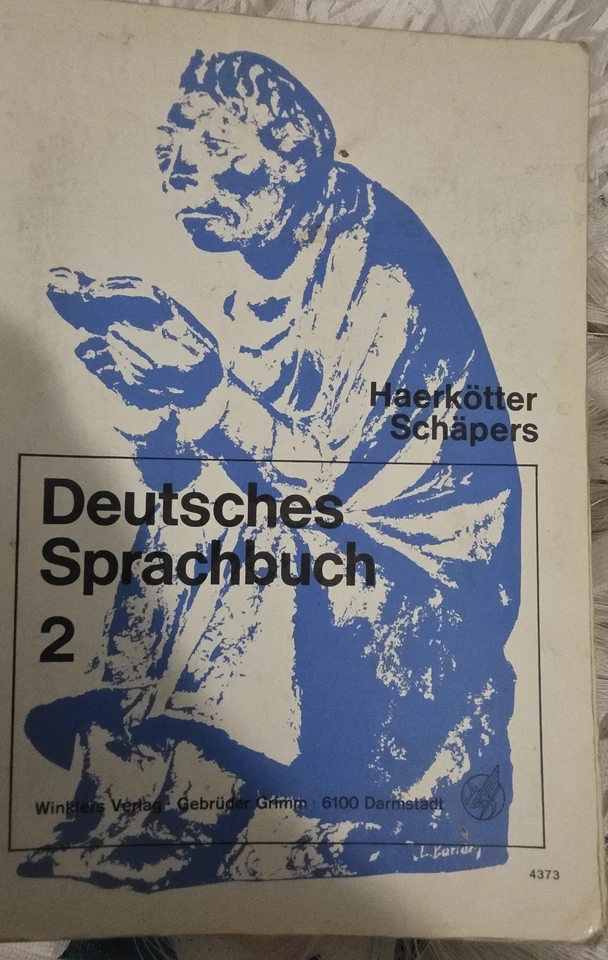 Haerkötter
Schäpers
Deutsches
Sprachbuch
2
Winklers Verlag · Gebrüder Grimm · 6100 Darmstadt
4373